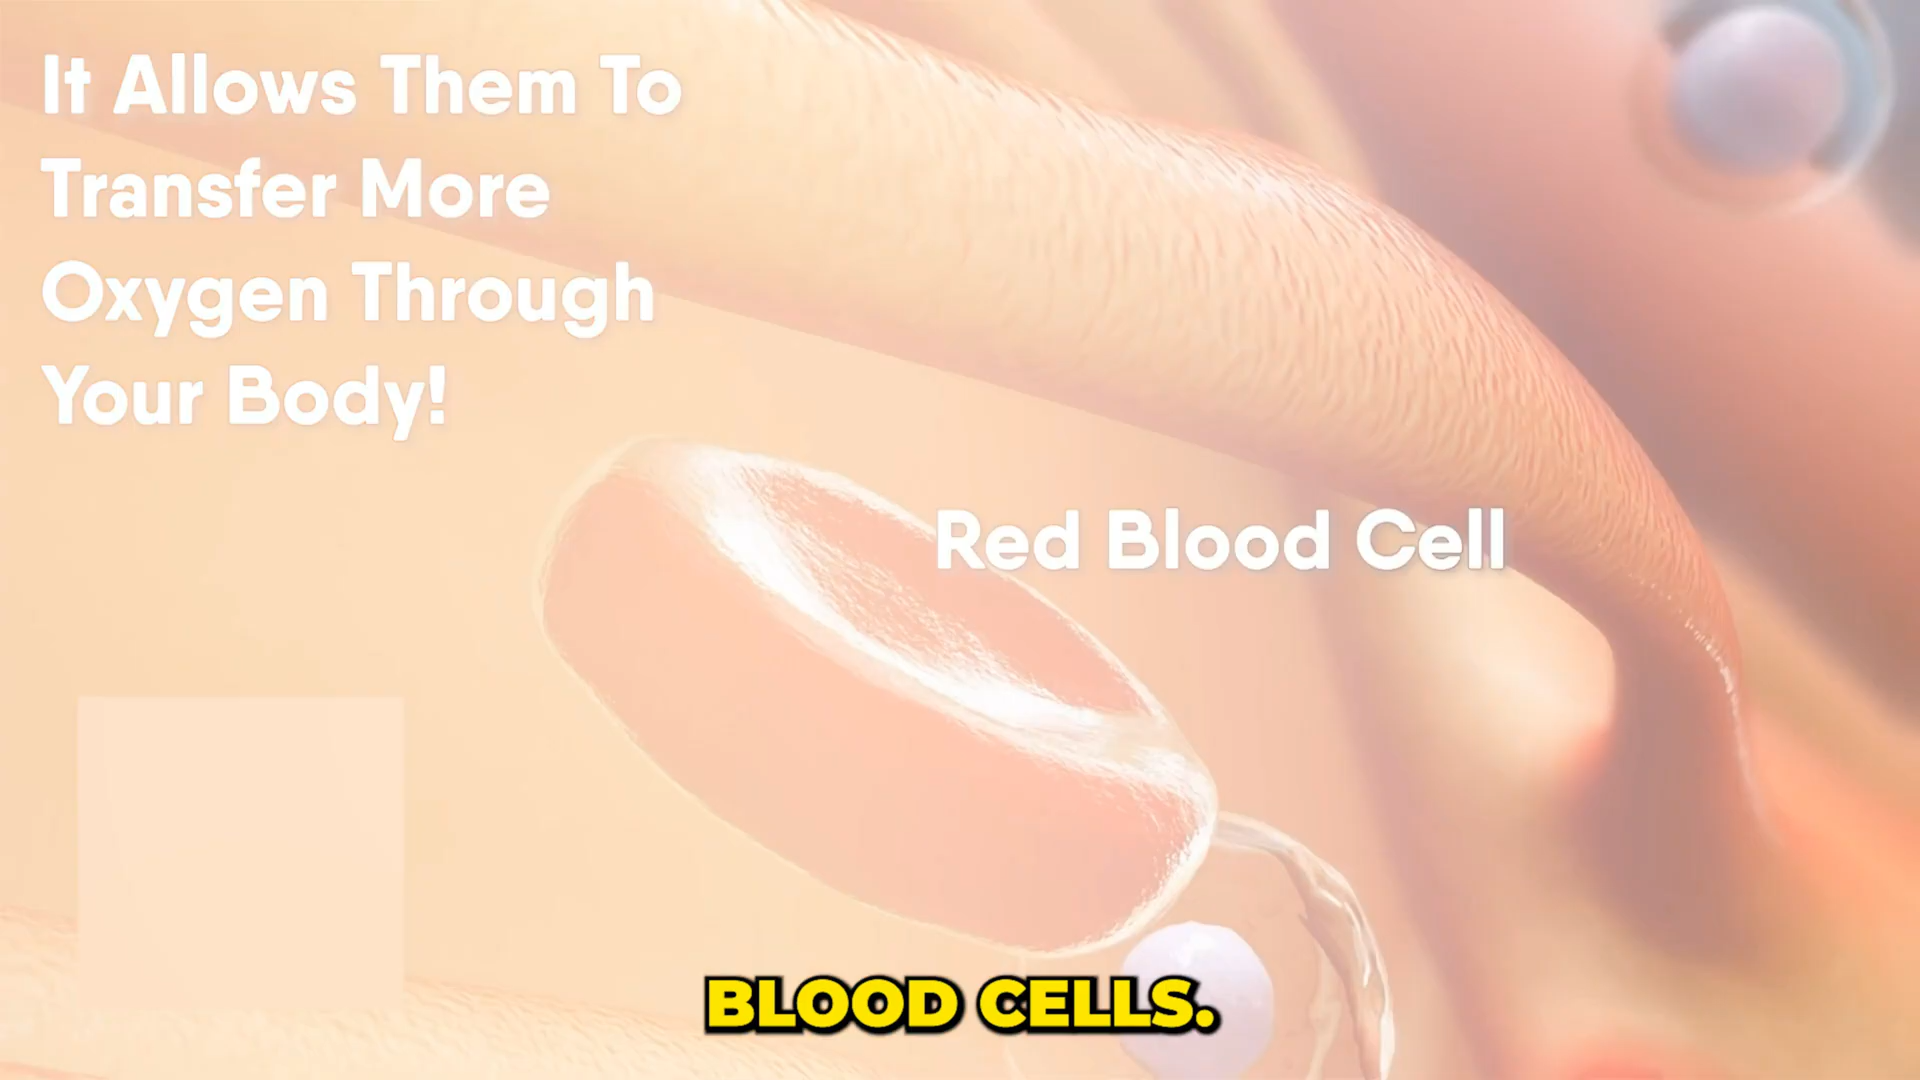 It Allows Them To
Transfer More
Oxygen Through
Your Body!
Red Blood Cell
BLOOD CELLS.